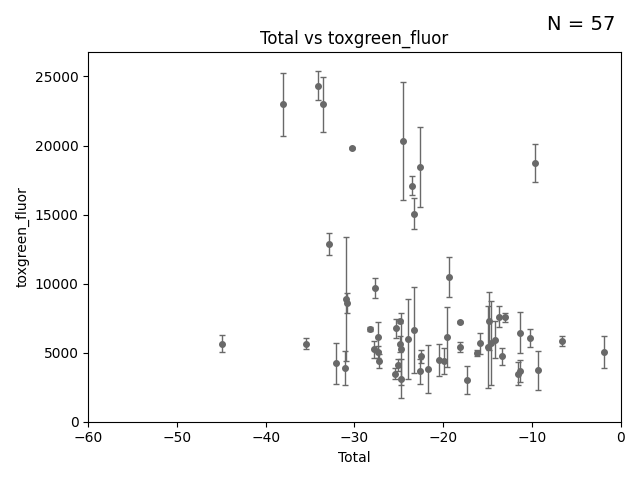 N = 57
Total vs toxgreen_fluor
25000
20000
15000
10000
5000
0
toxgreen_fluor
−60 −50 −40 −30 −20 −10 0
Total